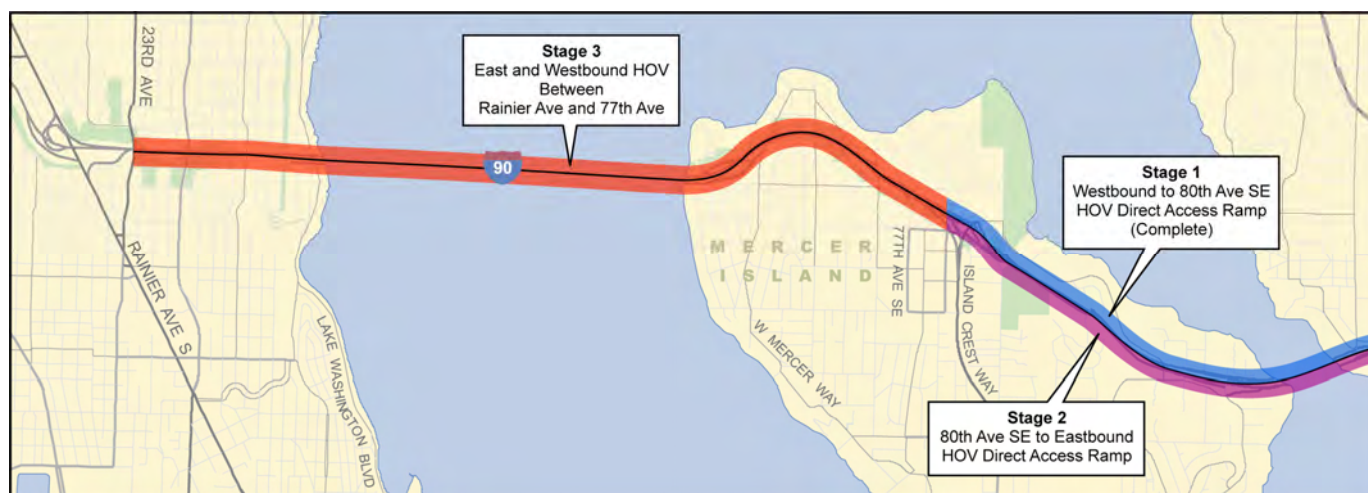 23RD AVE
RAINIER AVE S
LAKE WASHINGTON BLVD
Stage 3
East and Westbound HOV
Between
Rainier Ave and 77th Ave
90
MERCER
ISLAND
W MERCER WAY
77TH AVE SE
ISLAND CREST WAY
Stage 1
Westbound to 80th Ave SE
HOV Direct Access Ramp
(Complete)
Stage 2
80th Ave SE to Eastbound
HOV Direct Access Ramp